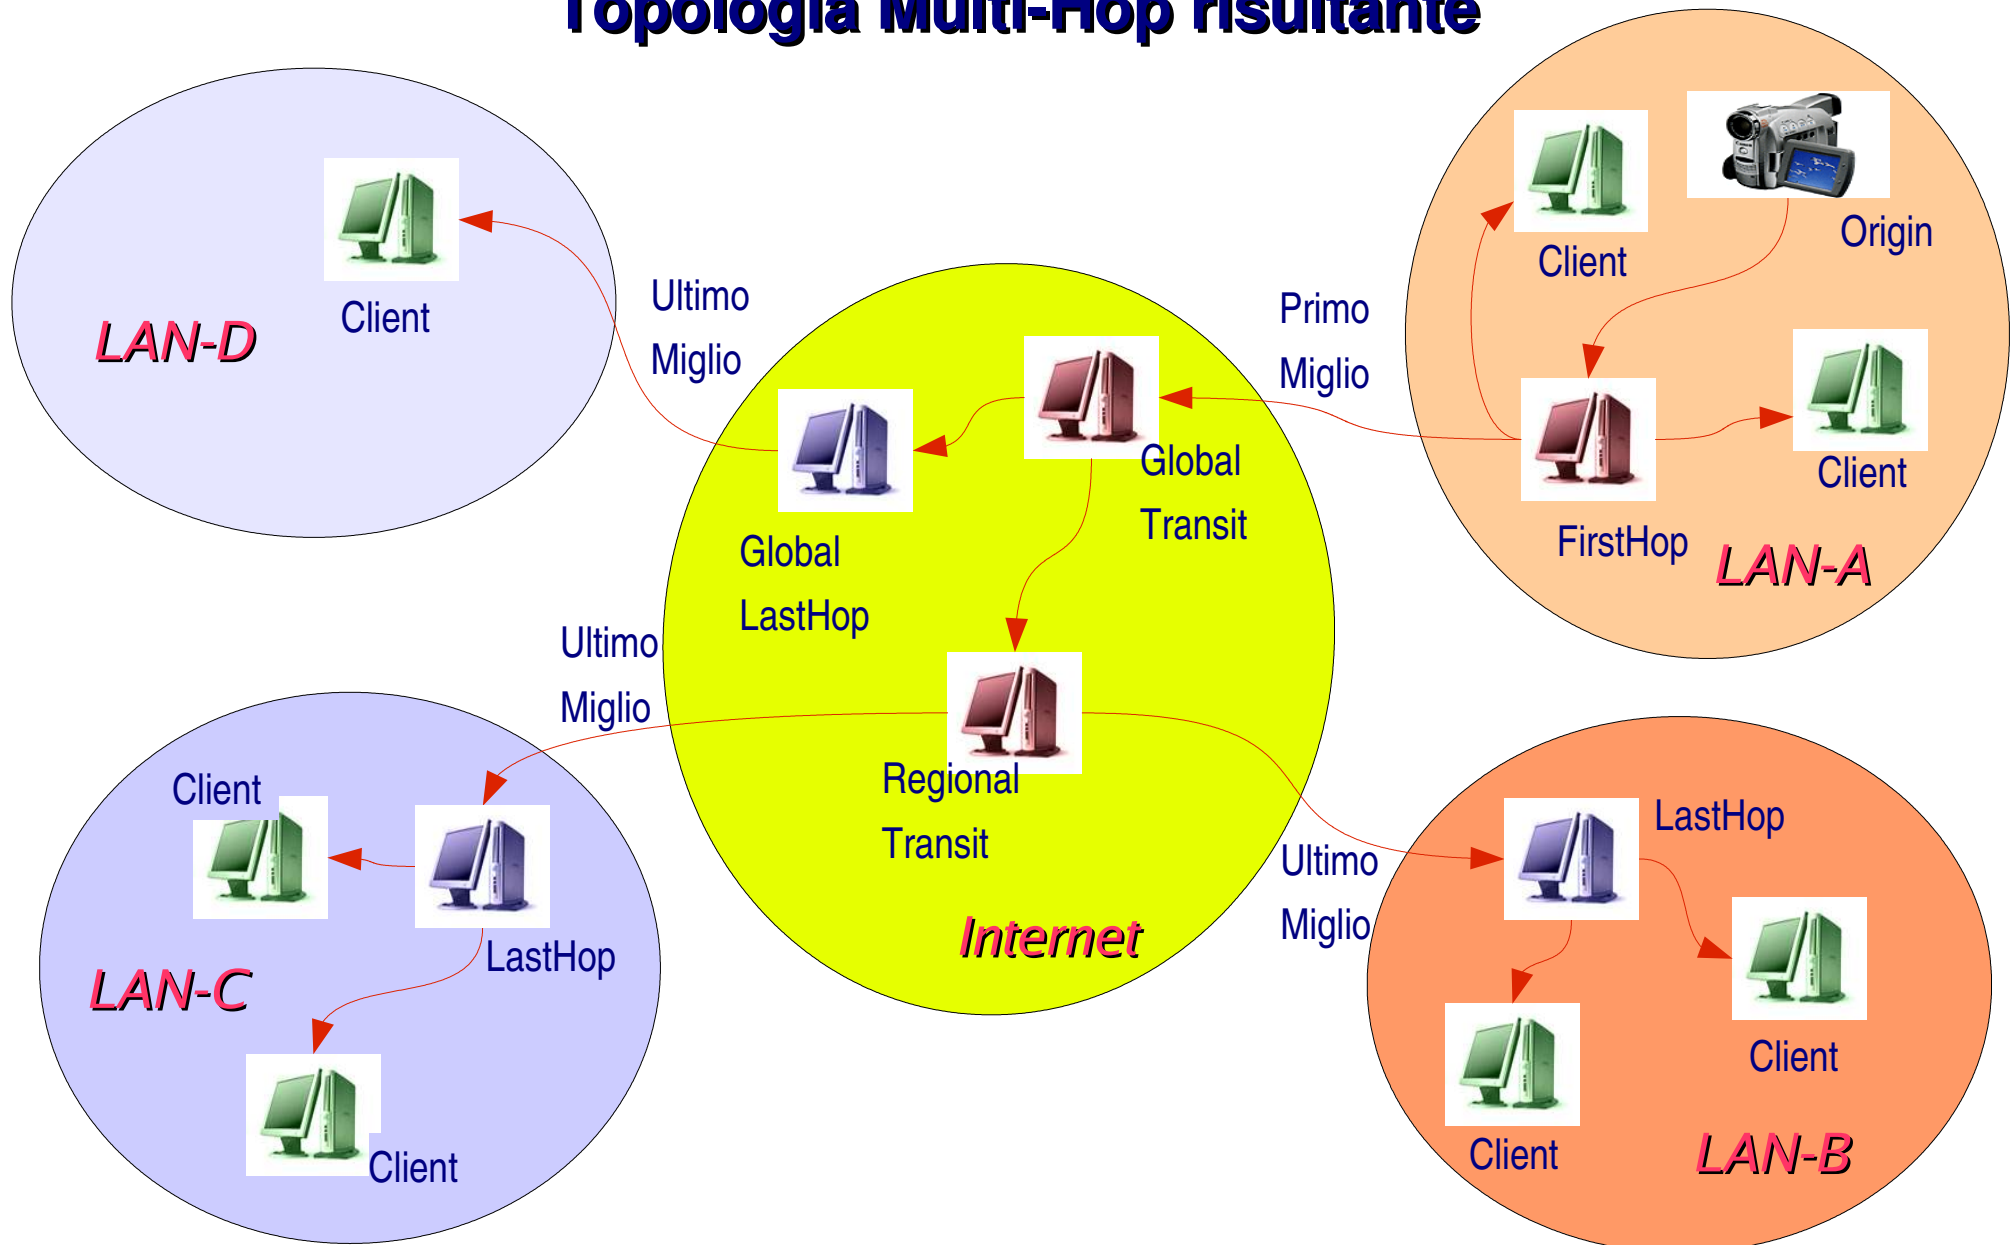 Topologia Multi-Hop risultante
Client
Origin
Client
FirstHop
LAN-A
Client
LAN-D
Ultimo
Miglio
Primo
Miglio
Global
Transit
Global
LastHop
Regional
Transit
Internet
Ultimo
Miglio
Client
LastHop
LAN-C
Client
Ultimo
Miglio
LastHop
Client
Client
LAN-B